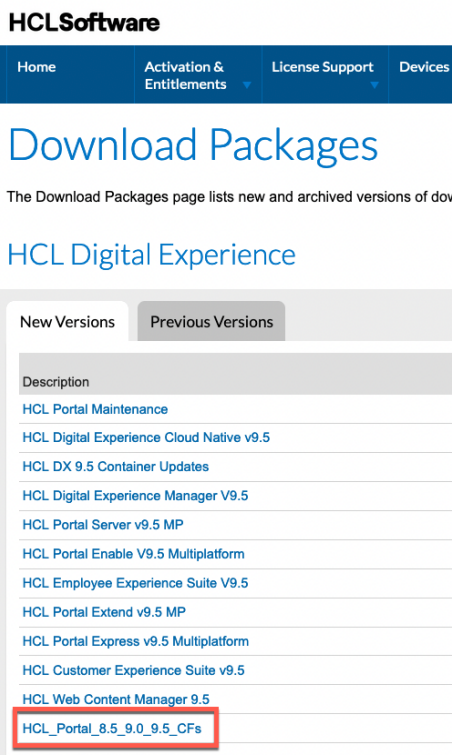 HCLSoftware
Home
Activation &
Entitlements
License Support
Devices
Download Packages
The Download Packages page lists new and archived versions of dow
HCL Digital Experience
New Versions
Previous Versions
Description
HCL Portal Maintenance
HCL Digital Experience Cloud Native v9.5
HCL DX 9.5 Container Updates
HCL Digital Experience Manager V9.5
HCL Portal Server v9.5 MP
HCL Portal Enable V9.5 Multiplatform
HCL Employee Experience Suite V9.5
HCL Portal Extend v9.5 MP
HCL Portal Express v9.5 Multiplatform
HCL Customer Experience Suite v9.5
HCL Web Content Manager 9.5
HCL_Portal_8.5_9.0_9.5_CFs